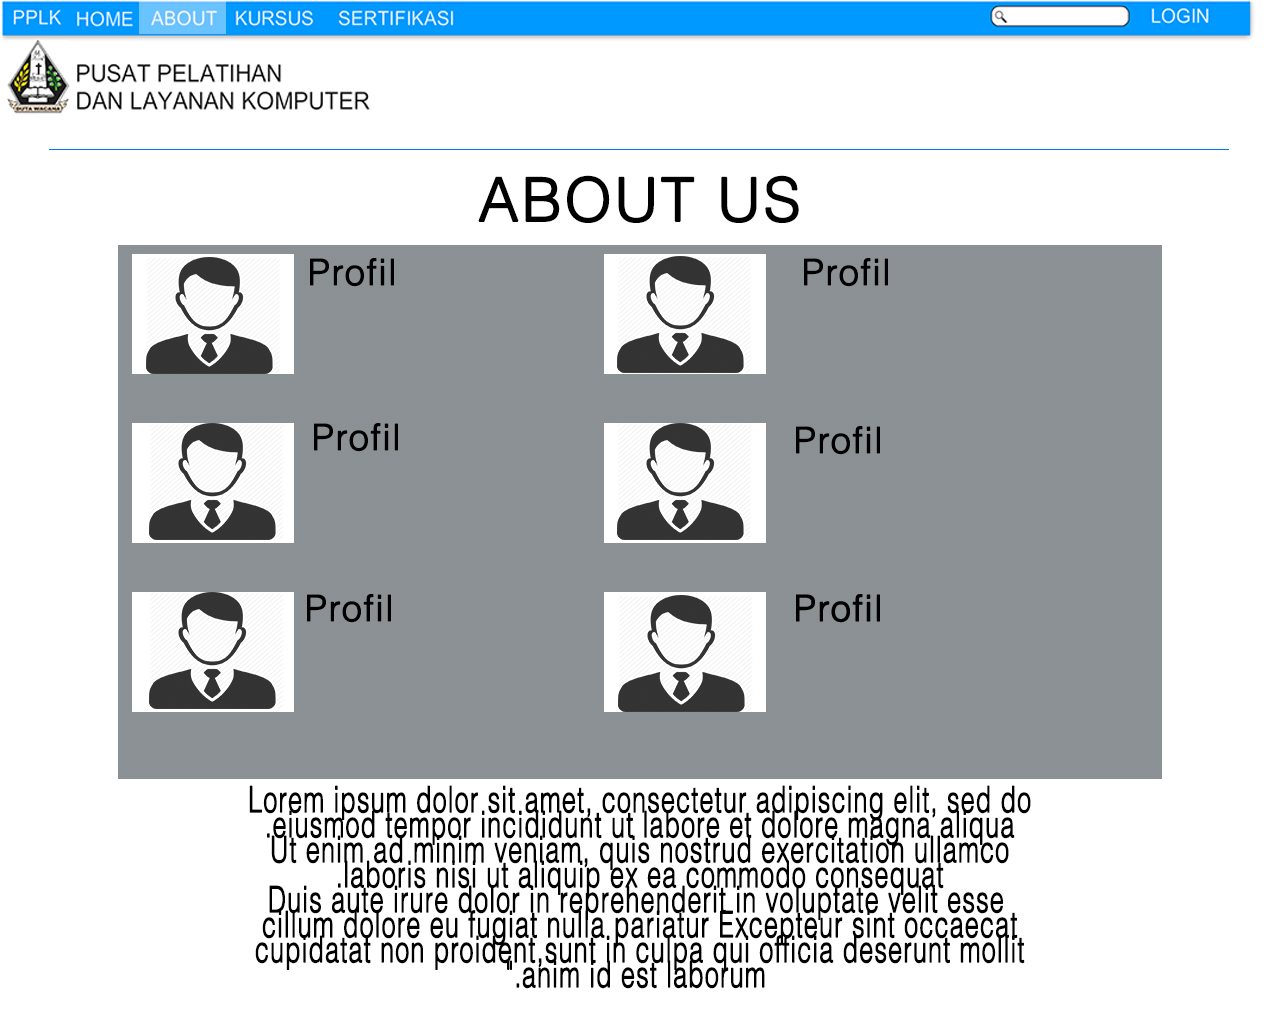 PPLK HOME ABOUT KURSUS SERTIFIKASI LOGIN
DUTA WACANA
PUSAT PELATIHAN
DAN LAYANAN KOMPUTER
ABOUT US
Profil Profil
Profil Profil
Profil Profil
Lorem ipsum dolor sit amet, consectetur adipiscing elit, sed do
.eiusmod tempor incididunt ut labore et dolore magna aliqua
Ut enim ad minim veniam, quis nostrud exercitation ullamco
.laboris nisi ut aliquip ex ea commodo consequat
Duis aute irure dolor in reprehenderit in voluptate velit esse
cillum dolore eu fugiat nulla pariatur Excepteur sint occaecat
cupidatat non proident,sunt in culpa qui officia deserunt mollit
".anim id est laborum